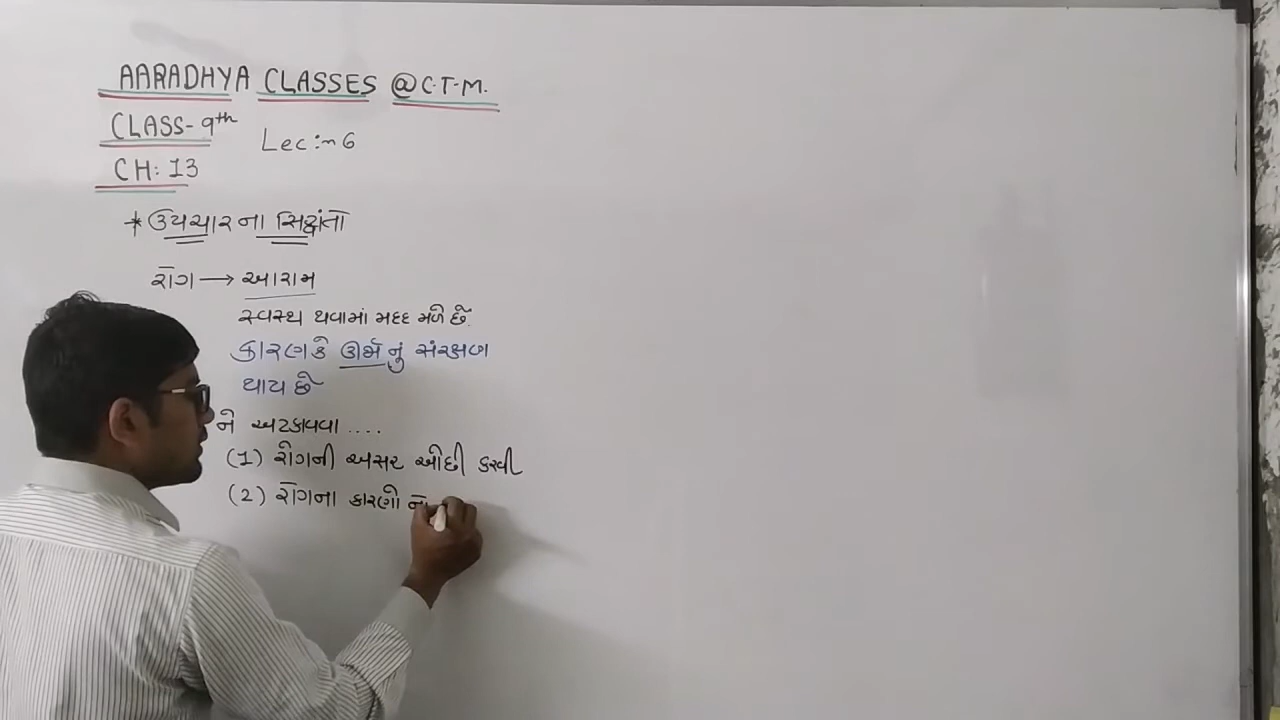 AARADHYA CLASSES @C.T.M.
CLASS-9th Lec:~6
CH: 13
*ઉપચારના સિદ્ધાંતો
રોગ → આરામ
સ્વસ્થ થવામાં મદદ મળે છે.
કારણકે ઊર્જાનું સંરક્ષણ
થાય છે
ને અટકાવવા ....
(1) રોગની અસર ઓછી કરવી
(2) રોગના કારણો